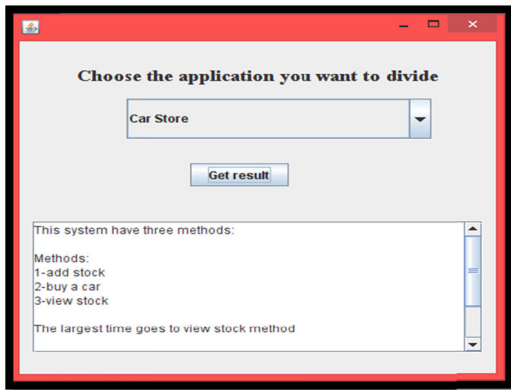 Choose the application you want to divide
Car Store
Get result
This system have three methods:
Methods:
1-add stock
2-buy a car
3-view stock
The largest time goes to view stock method